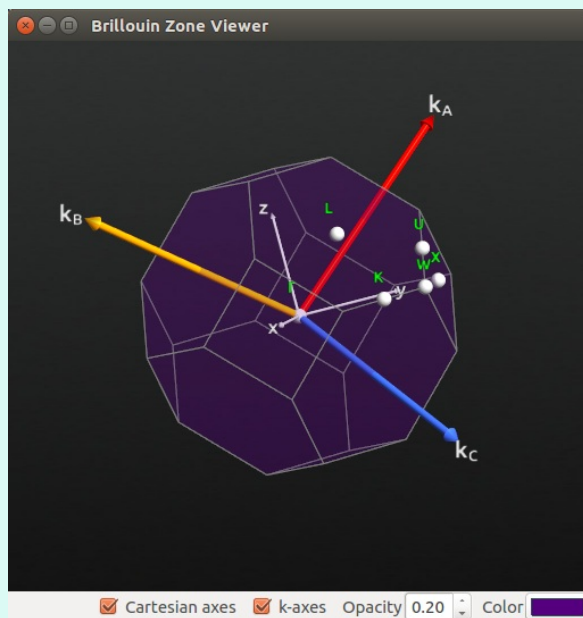 Brillouin Zone Viewer
kA
kB
z
L
U
W X
K
y
Γ
x
kC
Cartesian axes k-axes Opacity 0.20 Color